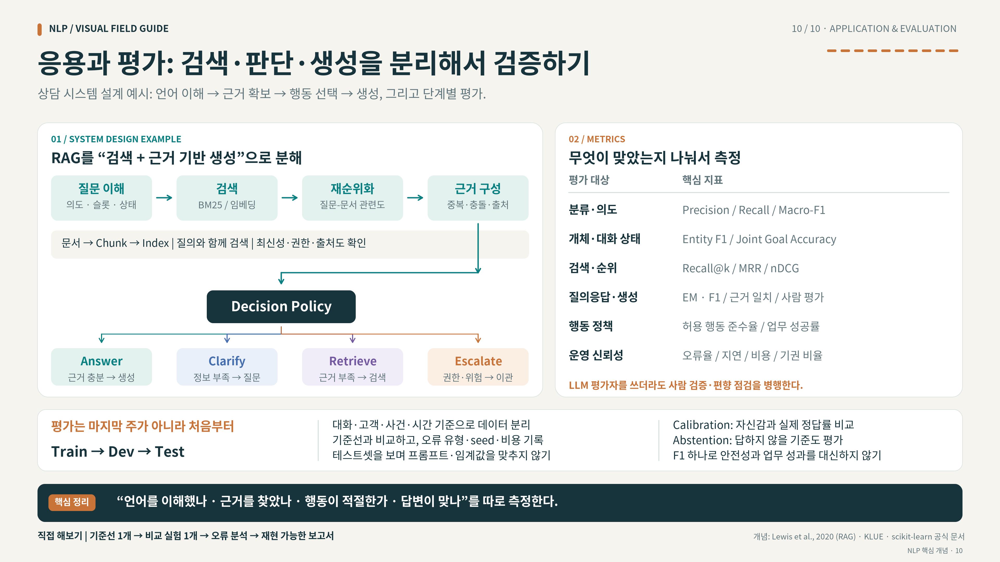 NLP / VISUAL FIELD GUIDE
10 / 10 · APPLICATION & EVALUATION
응용과 평가: 검색·판단·생성을 분리해서 검증하기
상담 시스템 설계 예시: 언어 이해 → 근거 확보 → 행동 선택 → 생성, 그리고 단계별 평가.
01 / SYSTEM DESIGN EXAMPLE
RAG를 “검색 + 근거 기반 생성”으로 분해
질문 이해
의도 · 슬롯 · 상태
검색
BM25 / 임베딩
재순위화
질문-문서 관련도
근거 구성
중복·충돌·출처
문서 → Chunk → Index | 질의와 함께 검색 | 최신성·권한·출처도 확인
Decision Policy
Answer
근거 충분 → 생성
Clarify
정보 부족 → 질문
Retrieve
근거 부족 → 검색
Escalate
권한·위험 → 이관
02 / METRICS
무엇이 맞았는지 나눠서 측정
평가 대상 핵심 지표
분류·의도 Precision / Recall / Macro-F1
개체·대화 상태 Entity F1 / Joint Goal Accuracy
검색·순위 Recall@k / MRR / nDCG
질의응답·생성 EM · F1 / 근거 일치 / 사람 평가
행동 정책 허용 행동 준수율 / 업무 성공률
운영 신뢰성 오류율 / 지연 / 비용 / 기권 비율
LLM 평가자를 쓰더라도 사람 검증·편향 점검을 병행한다.
평가는 마지막 주가 아니라 처음부터
Train → Dev → Test
대화·고객·사건·시간 기준으로 데이터 분리
기준선과 비교하고, 오류 유형·seed·비용 기록
테스트셋을 보며 프롬프트·임계값을 맞추지 않기
Calibration: 자신감과 실제 정답률 비교
Abstention: 답하지 않을 기준도 평가
F1 하나로 안전성과 업무 성과를 대신하지 않기
핵심 정리
“언어를 이해했나 · 근거를 찾았나 · 행동이 적절한가 · 답변이 맞나”를 따로 측정한다.
직접 해보기 | 기준선 1개 → 비교 실험 1개 → 오류 분석 → 재현 가능한 보고서
개념: Lewis et al., 2020 (RAG) · KLUE · scikit-learn 공식 문서
NLP 핵심 개념 · 10